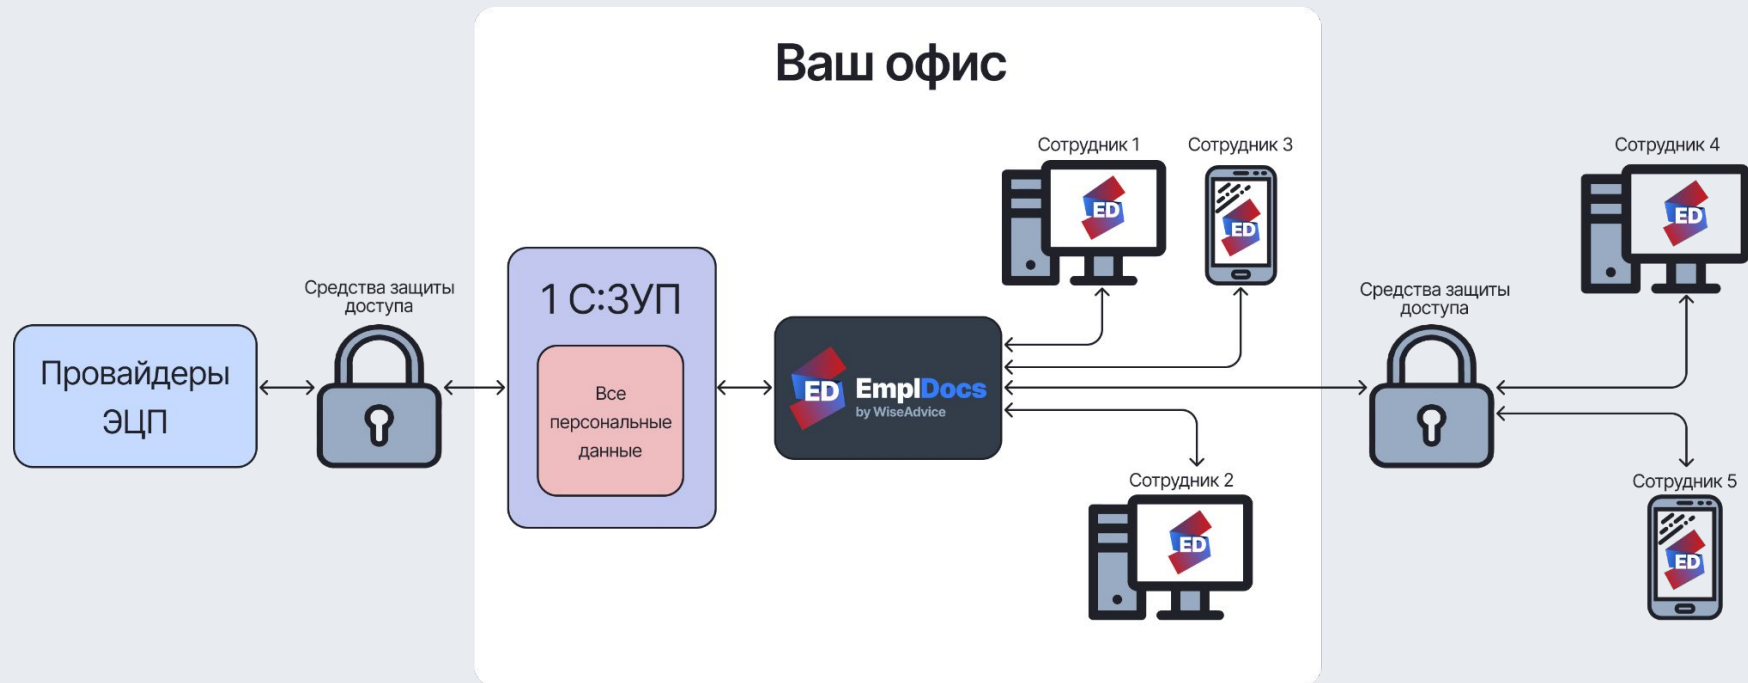 Ваш офис
Сотрудник 1
Сотрудник 3
Сотрудник 4
Средства защиты
доступа
Средства защиты
доступа
1 С:ЗУП
Провайдеры
ЭЦП
Все
персональные
данные
ED EmplDocs
by WiseAdvice
ED
ED
ED
Сотрудник 2
Сотрудник 5
ED
ED